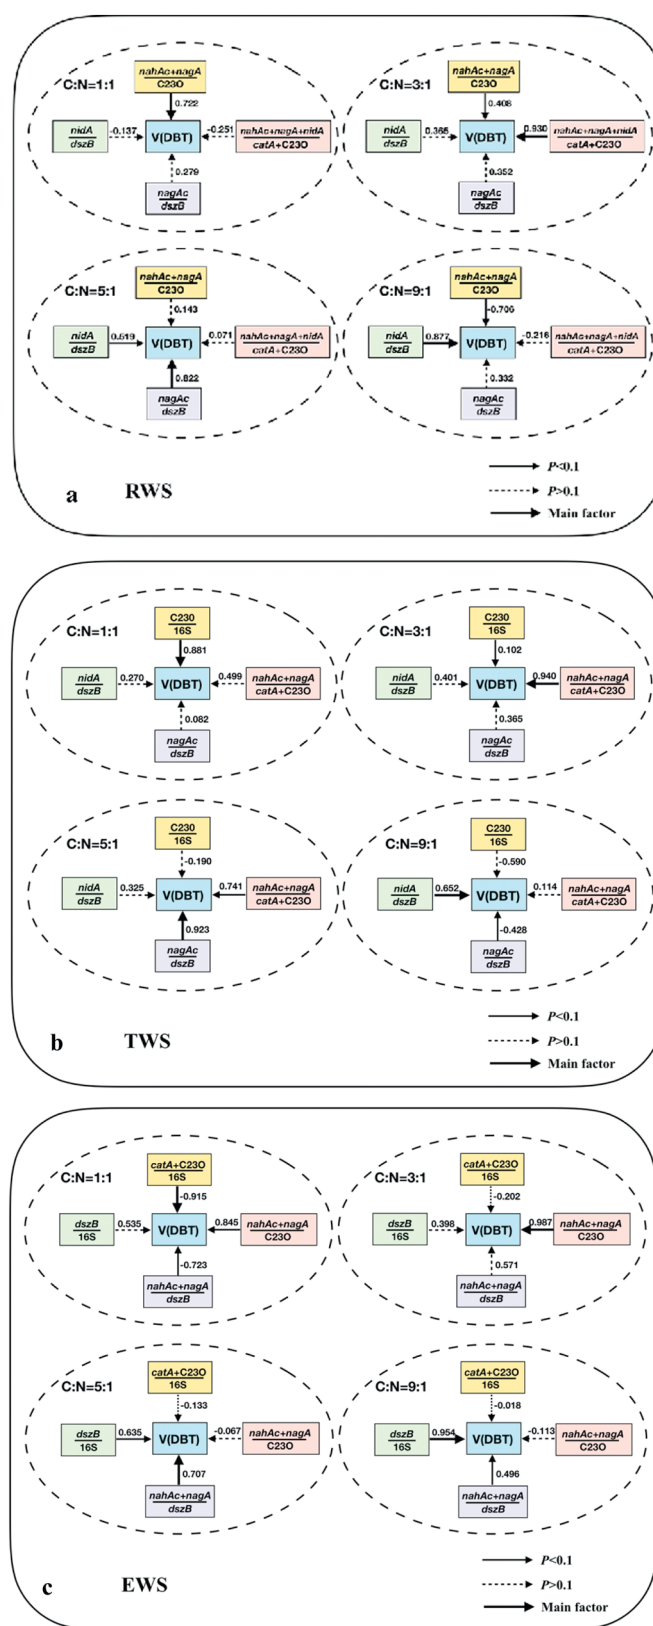 C:N=1:1
nahAc+nagA
C23O
0.722
nidA
dszB
-0.137
V(DBT)
-0.251
nahAc+nagA+nidA
catA+C23O
0.279
nagAc
dszB
C:N=3:1
nahAc+nagA
C23O
0.408
nidA
dszB
0.365
V(DBT)
0.930
nahAc+nagA+nidA
catA+C23O
0.352
nagAc
dszB
C:N=5:1
nahAc+nagA
C23O
0.143
nidA
dszB
0.519
V(DBT)
0.071
nahAc+nagA+nidA
catA+C23O
0.822
nagAc
dszB
C:N=9:1
nahAc+nagA
C23O
-0.706
nidA
dszB
0.877
V(DBT)
-0.216
nahAc+nagA+nidA
catA+C23O
0.332
nagAc
dszB
a RWS
P<0.1
P>0.1
Main factor
C:N=1:1
C230
16S
0.881
nidA
dszB
0.270
V(DBT)
0.499
nahAc+nagA
catA+C23O
0.082
nagAc
dszB
C:N=3:1
C230
16S
0.102
nidA
dszB
0.401
V(DBT)
0.940
nahAc+nagA
catA+C23O
0.365
nagAc
dszB
C:N=5:1
C230
16S
-0.190
nidA
dszB
0.325
V(DBT)
0.741
nahAc+nagA
catA+C23O
0.923
nagAc
dszB
C:N=9:1
C230
16S
-0.590
nidA
dszB
0.652
V(DBT)
0.114
nahAc+nagA
catA+C23O
-0.428
nagAc
dszB
b TWS
P<0.1
P>0.1
Main factor
C:N=1:1
catA+C23O
16S
-0.915
dszB
16S
0.535
V(DBT)
0.845
nahAc+nagA
C23O
-0.723
nahAc+nagA
dszB
C:N=3:1
catA+C23O
16S
-0.202
dszB
16S
0.398
V(DBT)
0.987
nahAc+nagA
C23O
0.571
nahAc+nagA
dszB
C:N=5:1
catA+C23O
16S
-0.133
dszB
16S
0.635
V(DBT)
-0.067
nahAc+nagA
C23O
0.707
nahAc+nagA
dszB
C:N=9:1
catA+C23O
16S
-0.018
dszB
16S
0.954
V(DBT)
-0.113
nahAc+nagA
C23O
0.496
nahAc+nagA
dszB
c EWS
P<0.1
P>0.1
Main factor